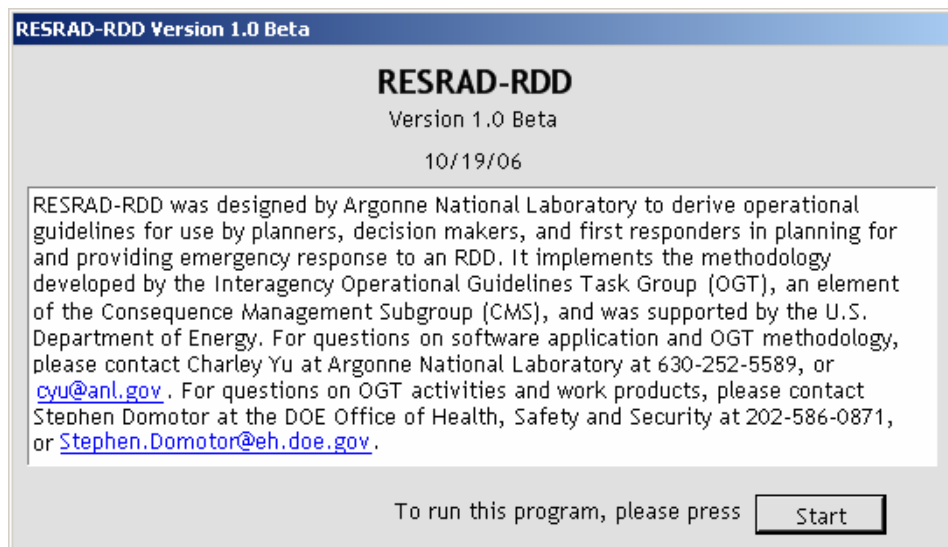 RESRAD-RDD Version 1.0 Beta
RESRAD-RDD
Version 1.0 Beta
10/19/06
RESRAD-RDD was designed by Argonne National Laboratory to derive operational
guidelines for use by planners, decision makers, and first responders in planning for
and providing emergency response to an RDD. It implements the methodology
developed by the Interagency Operational Guidelines Task Group (OGT), an element
of the Consequence Management Subgroup (CMS), and was supported by the U.S.
Department of Energy. For questions on software application and OGT methodology,
please contact Charley Yu at Argonne National Laboratory at 630-252-5589, or
cyu@anl.gov. For questions on OGT activities and work products, please contact
Stephen Domotor at the DOE Office of Health, Safety and Security at 202-586-0871,
or Stephen.Domotor@eh.doe.gov.
To run this program, please press Start